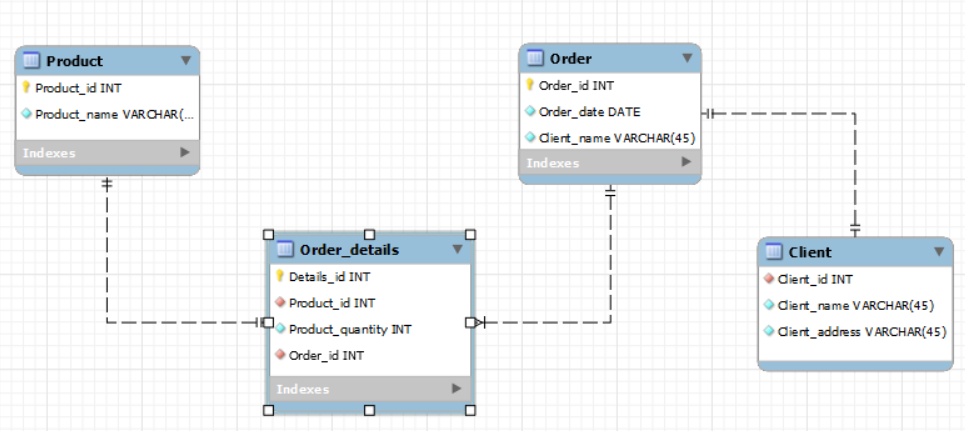 Product
Product_id INT
Product_name VARCHAR(...
Indexes
Order
Order_id INT
Order_date DATE
Client_name VARCHAR(45)
Indexes
Order_details
Details_id INT
Product_id INT
Product_quantity INT
Order_id INT
Indexes
Client
Client_id INT
Client_name VARCHAR(45)
Client_address VARCHAR(45)